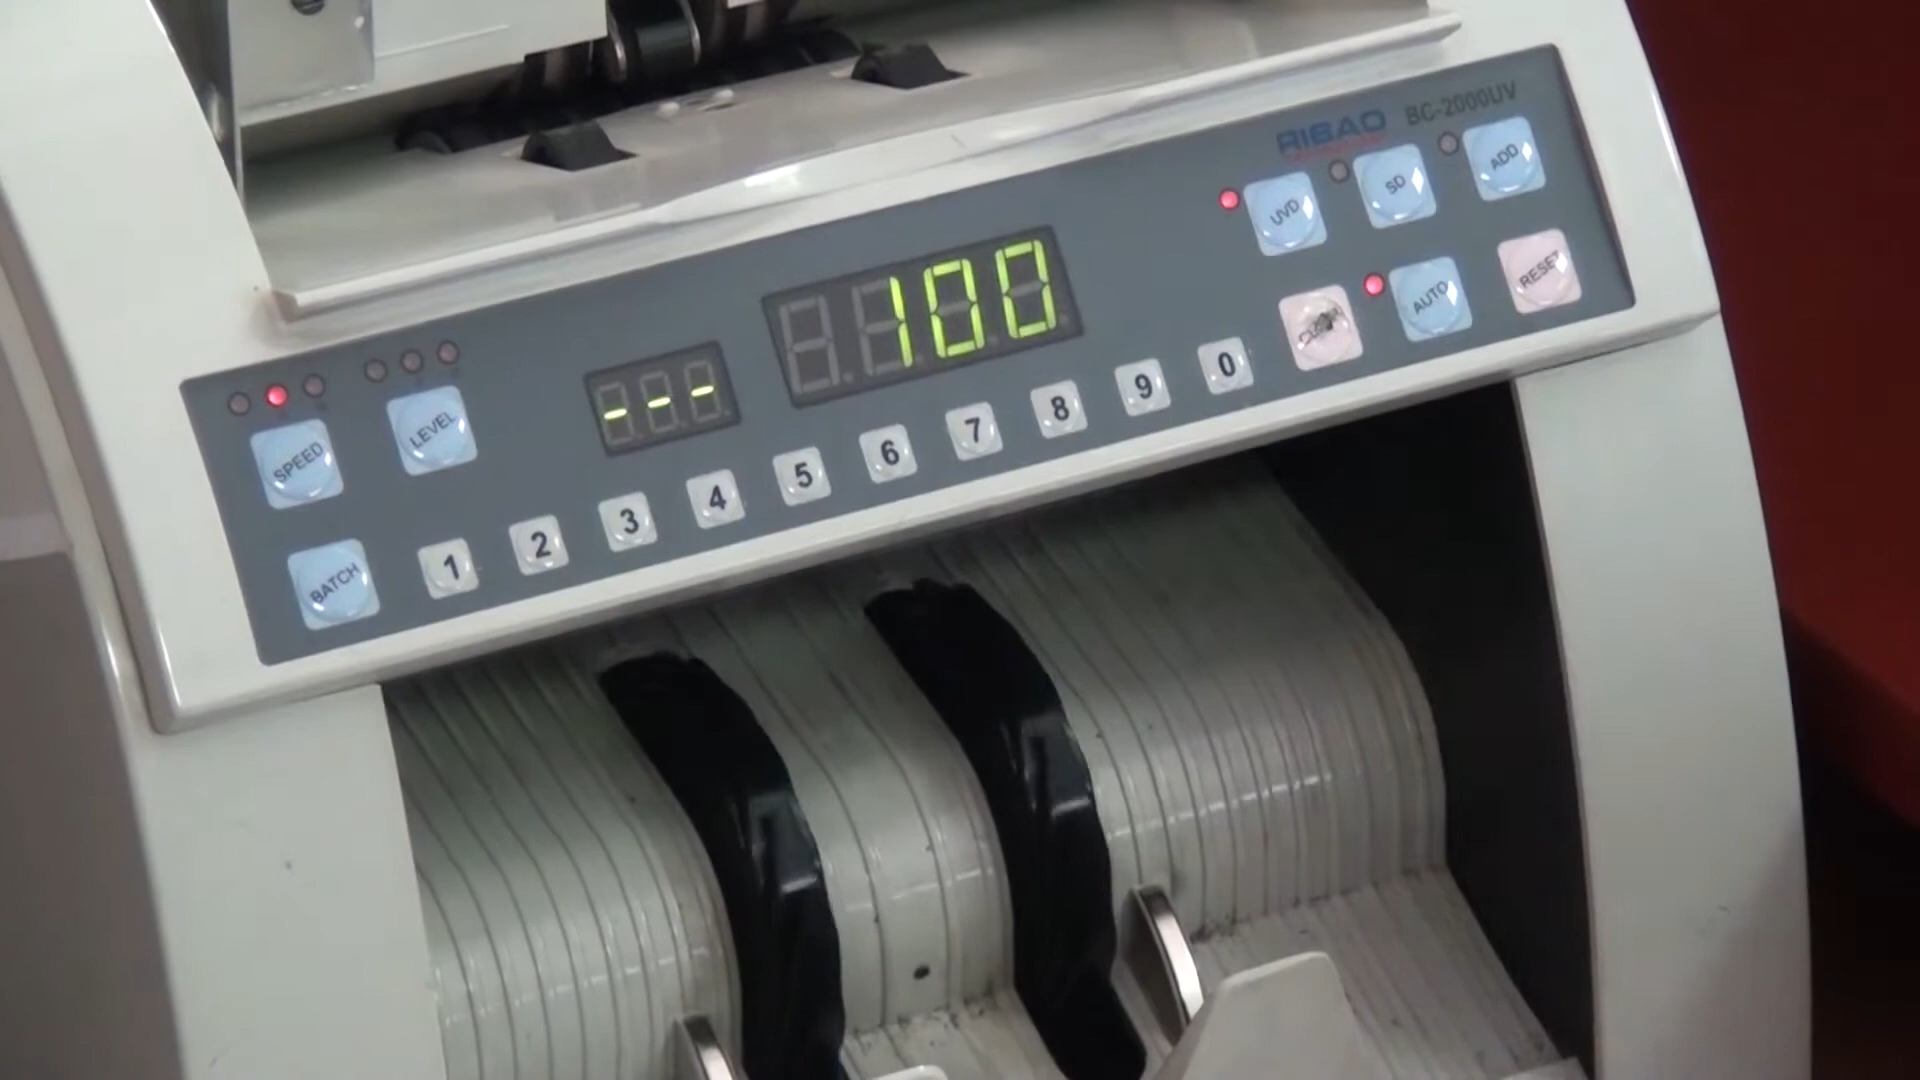 RIBAO BC-2000UV
UVD SD ADD
100
AUTO RESET
SPEED LEVEL
---
BATCH 1 2 3 4 5 6 7 8 9 0